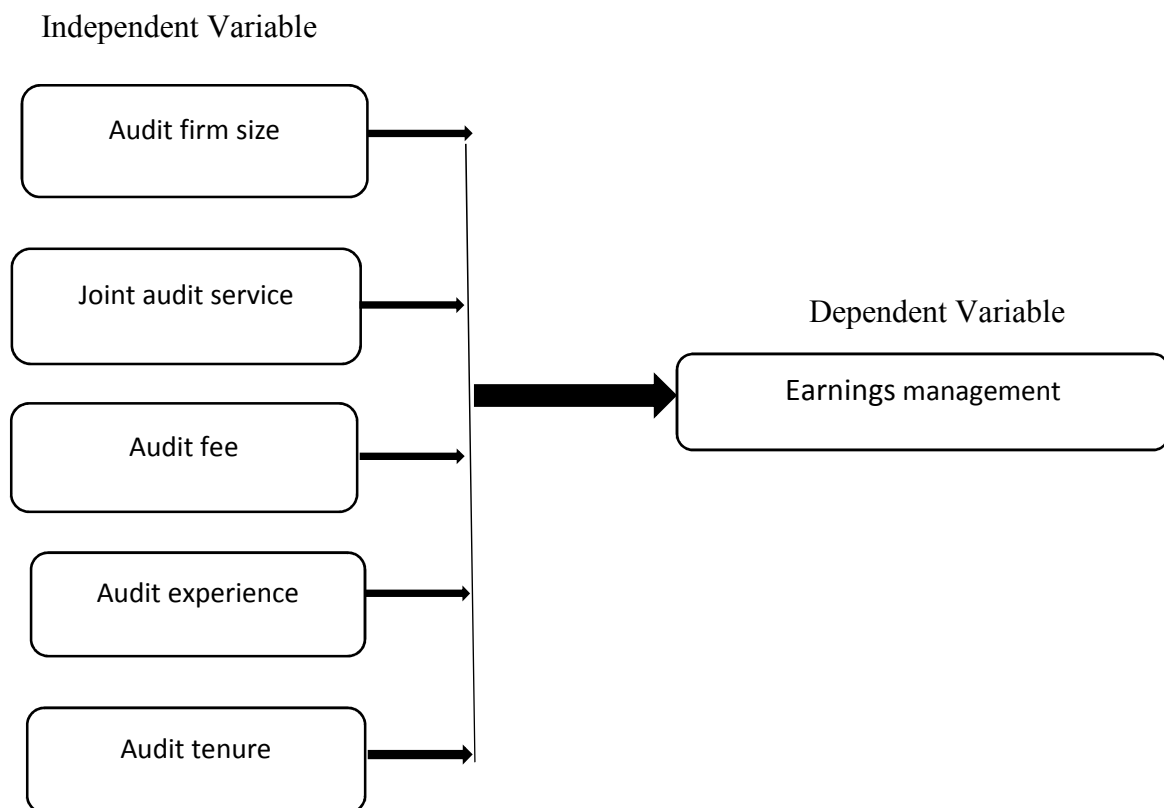 Independent Variable
Audit firm size
Joint audit service
Dependent Variable
Earnings management
Audit fee
Audit experience
Audit tenure